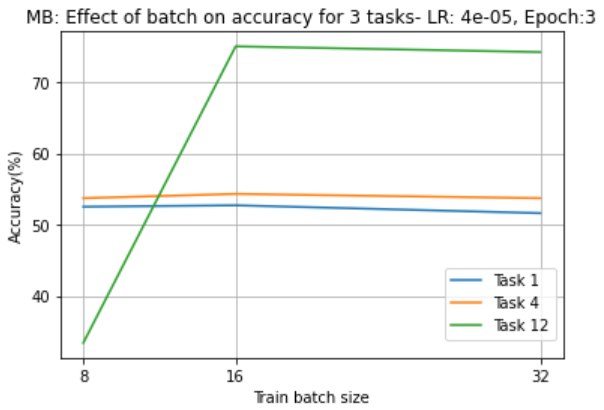 MB: Effect of batch on accuracy for 3 tasks- LR: 4e-05, Epoch:3
Accuracy(%)
70
60
50
40
Task 1
Task 4
Task 12
8
16
32
Train batch size